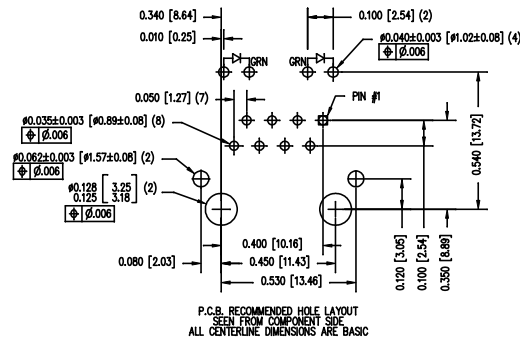 0.340 [8.64]
0.100 [2.54] (2)
0.010 [0.25]
ø0.040±0.003 [ø1.02±0.08] (4)
⌖ Ø.006
GRN
GRN
0.050 [1.27] (7)
PIN #1
ø0.035±0.003 [ø0.89±0.08] (8)
⌖ Ø.006
0.540 [13.72]
ø0.062±0.003 [ø1.57±0.08] (2)
⌖ Ø.006
ø0.128 [3.25] (2)
0.125 [3.18]
⌖ Ø.006
0.400 [10.16]
0.080 [2.03]
0.450 [11.43]
0.530 [13.46]
0.120 [3.05]
0.100 [2.54]
0.350 [8.89]
P.C.B. RECOMMENDED HOLE LAYOUT
SEEN FROM COMPONENT SIDE
ALL CENTERLINE DIMENSIONS ARE BASIC